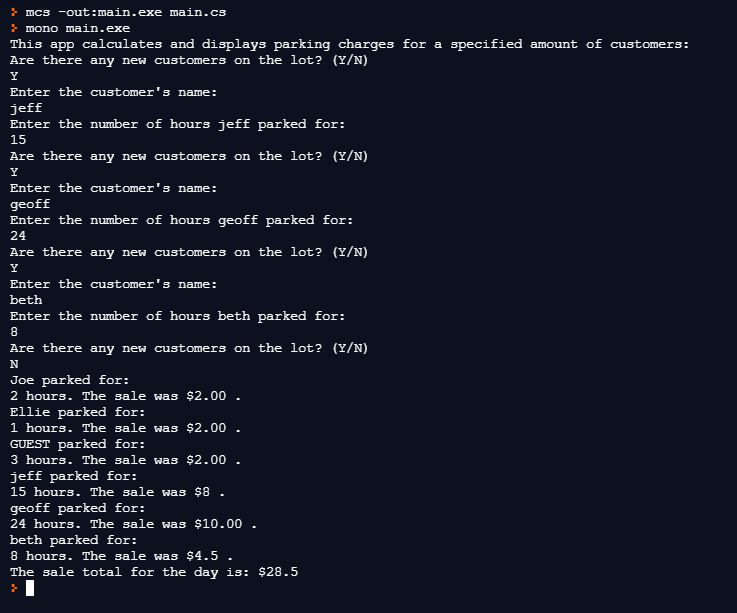 > mcs -out:main.exe main.cs
> mono main.exe
This app calculates and displays parking charges for a specified amount of customers:
Are there any new customers on the lot? (Y/N)
Y
Enter the customer's name:
jeff
Enter the number of hours jeff parked for:
15
Are there any new customers on the lot? (Y/N)
Y
Enter the customer's name:
geoff
Enter the number of hours geoff parked for:
24
Are there any new customers on the lot? (Y/N)
Y
Enter the customer's name:
beth
Enter the number of hours beth parked for:
8
Are there any new customers on the lot? (Y/N)
N
Joe parked for:
2 hours. The sale was $2.00 .
Ellie parked for:
1 hours. The sale was $2.00 .
GUEST parked for:
3 hours. The sale was $2.00 .
jeff parked for:
15 hours. The sale was $8 .
geoff parked for:
24 hours. The sale was $10.00 .
beth parked for:
8 hours. The sale was $4.5 .
The sale total for the day is: $28.5
>